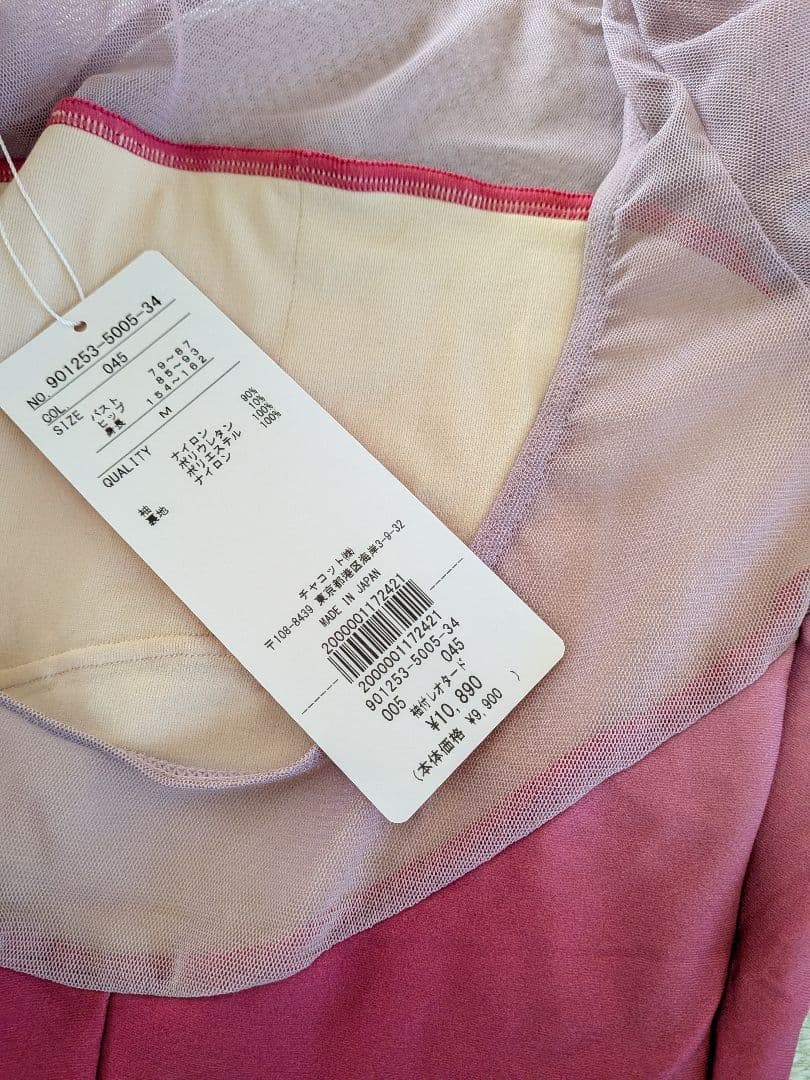 NO. 901253-5005-34
COL. 045
SIZE バスト 79~87
ヒップ 85~93
身長 154~162
M
QUALITY
ナイロン 90%
ポリウレタン 10%
袖 ポリエステル 100%
裏地 ナイロン 100%
チャコット㈱
〒108-8439 東京都港区海岸3-9-32
MADE IN JAPAN
2000001172421
2000001172421
901253-5005-34
005 045
袖付レオタード
¥10,890
(本体価格 ¥9,900 )